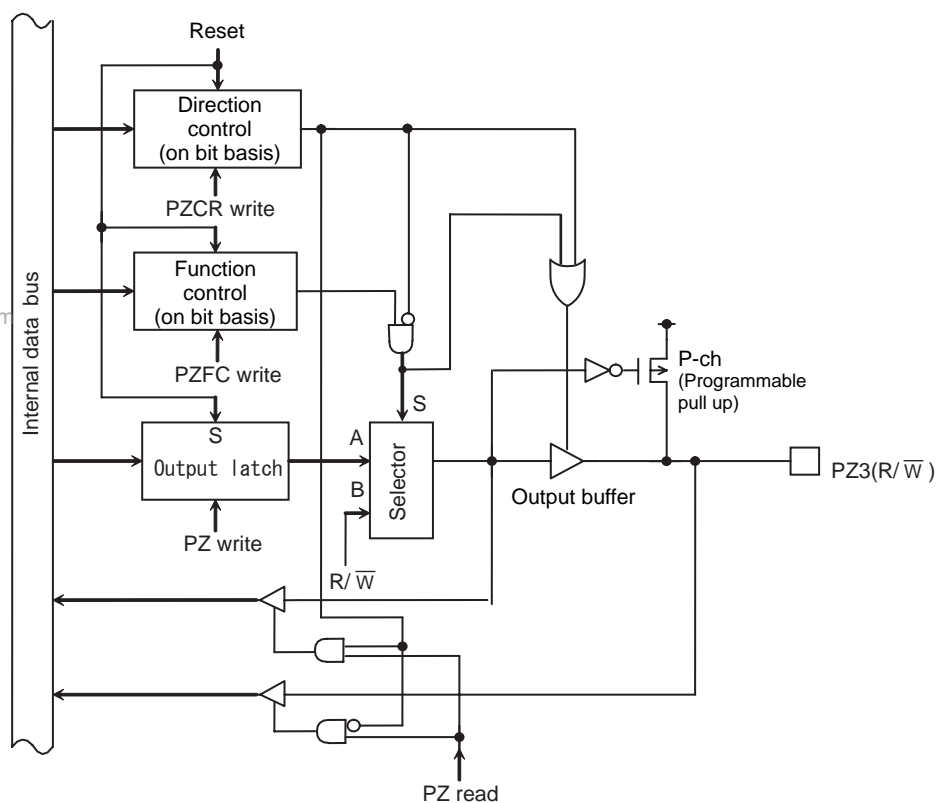 Reset
Direction
control
(on bit basis)
PZCR write
Function
control
(on bit basis)
PZFC write
Internal data bus
m
P-ch
(Programmable
pull up)
S
S
Output latch
A
B
Selector
Output buffer
PZ3(R/W̅)
PZ write
R/W̅
PZ read